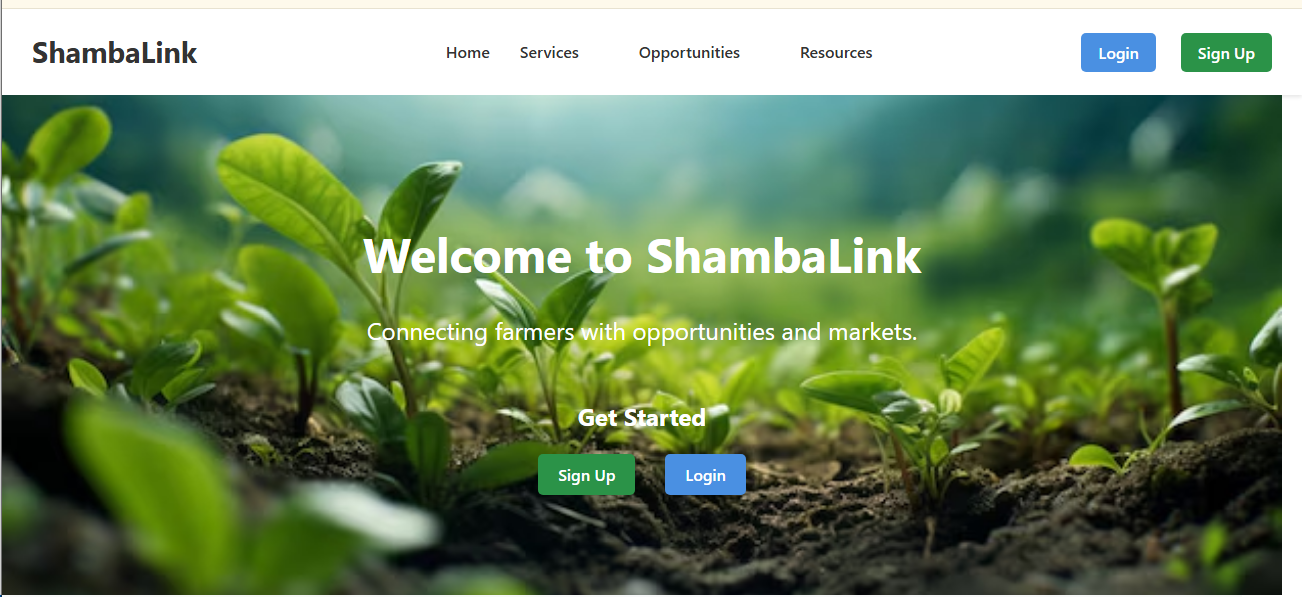 ShambaLink Home Services Opportunities Resources Login Sign Up
Welcome to ShambaLink
Connecting farmers with opportunities and markets.
Get Started
Sign Up Login